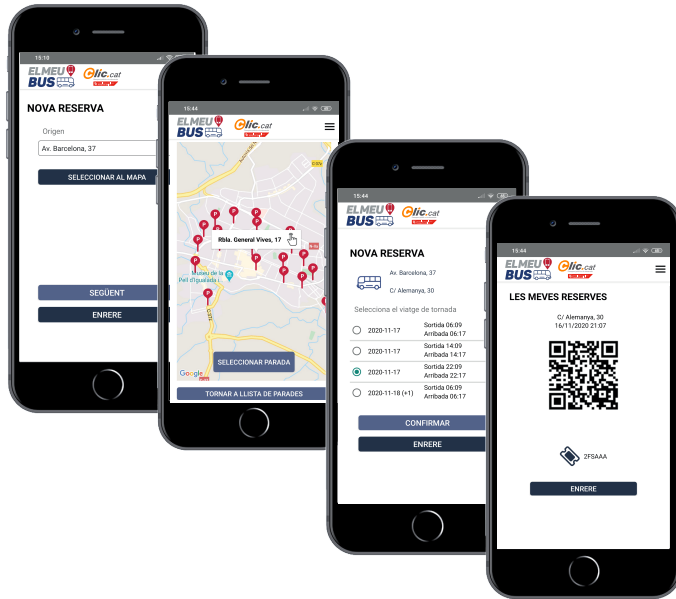 15:10
ELMEU
BUS
Clic.cat
NOVA RESERVA
Origen
Av. Barcelona, 37
SELECCIONAR AL MAPA
SEGÜENT
ENRERE
15:44
ELMEU
BUS
Clic.cat
Rbla. General Vives, 17
Museu de la
Pell d'Igualada i
Google
SELECCIONAR PARADA
TORNAR A LLISTA DE PARADES
15:44
ELMEU
BUS
Clic.cat
NOVA RESERVA
Av. Barcelona, 37
C/ Alemanya, 30
Selecciona el viatge de tornada
2020-11-17
Sortida 06:09
Arribada 06:17
2020-11-17
Sortida 14:09
Arribada 14:17
2020-11-17
Sortida 22:09
Arribada 22:17
2020-11-18 (+1)
Sortida 06:09
Arribada 06:17
CONFIRMAR
ENRERE
15:44
ELMEU
BUS
Clic.cat
LES MEVES RESERVES
C/ Alemanya, 30
16/11/2020 21:07
2FSAAA
ENRERE